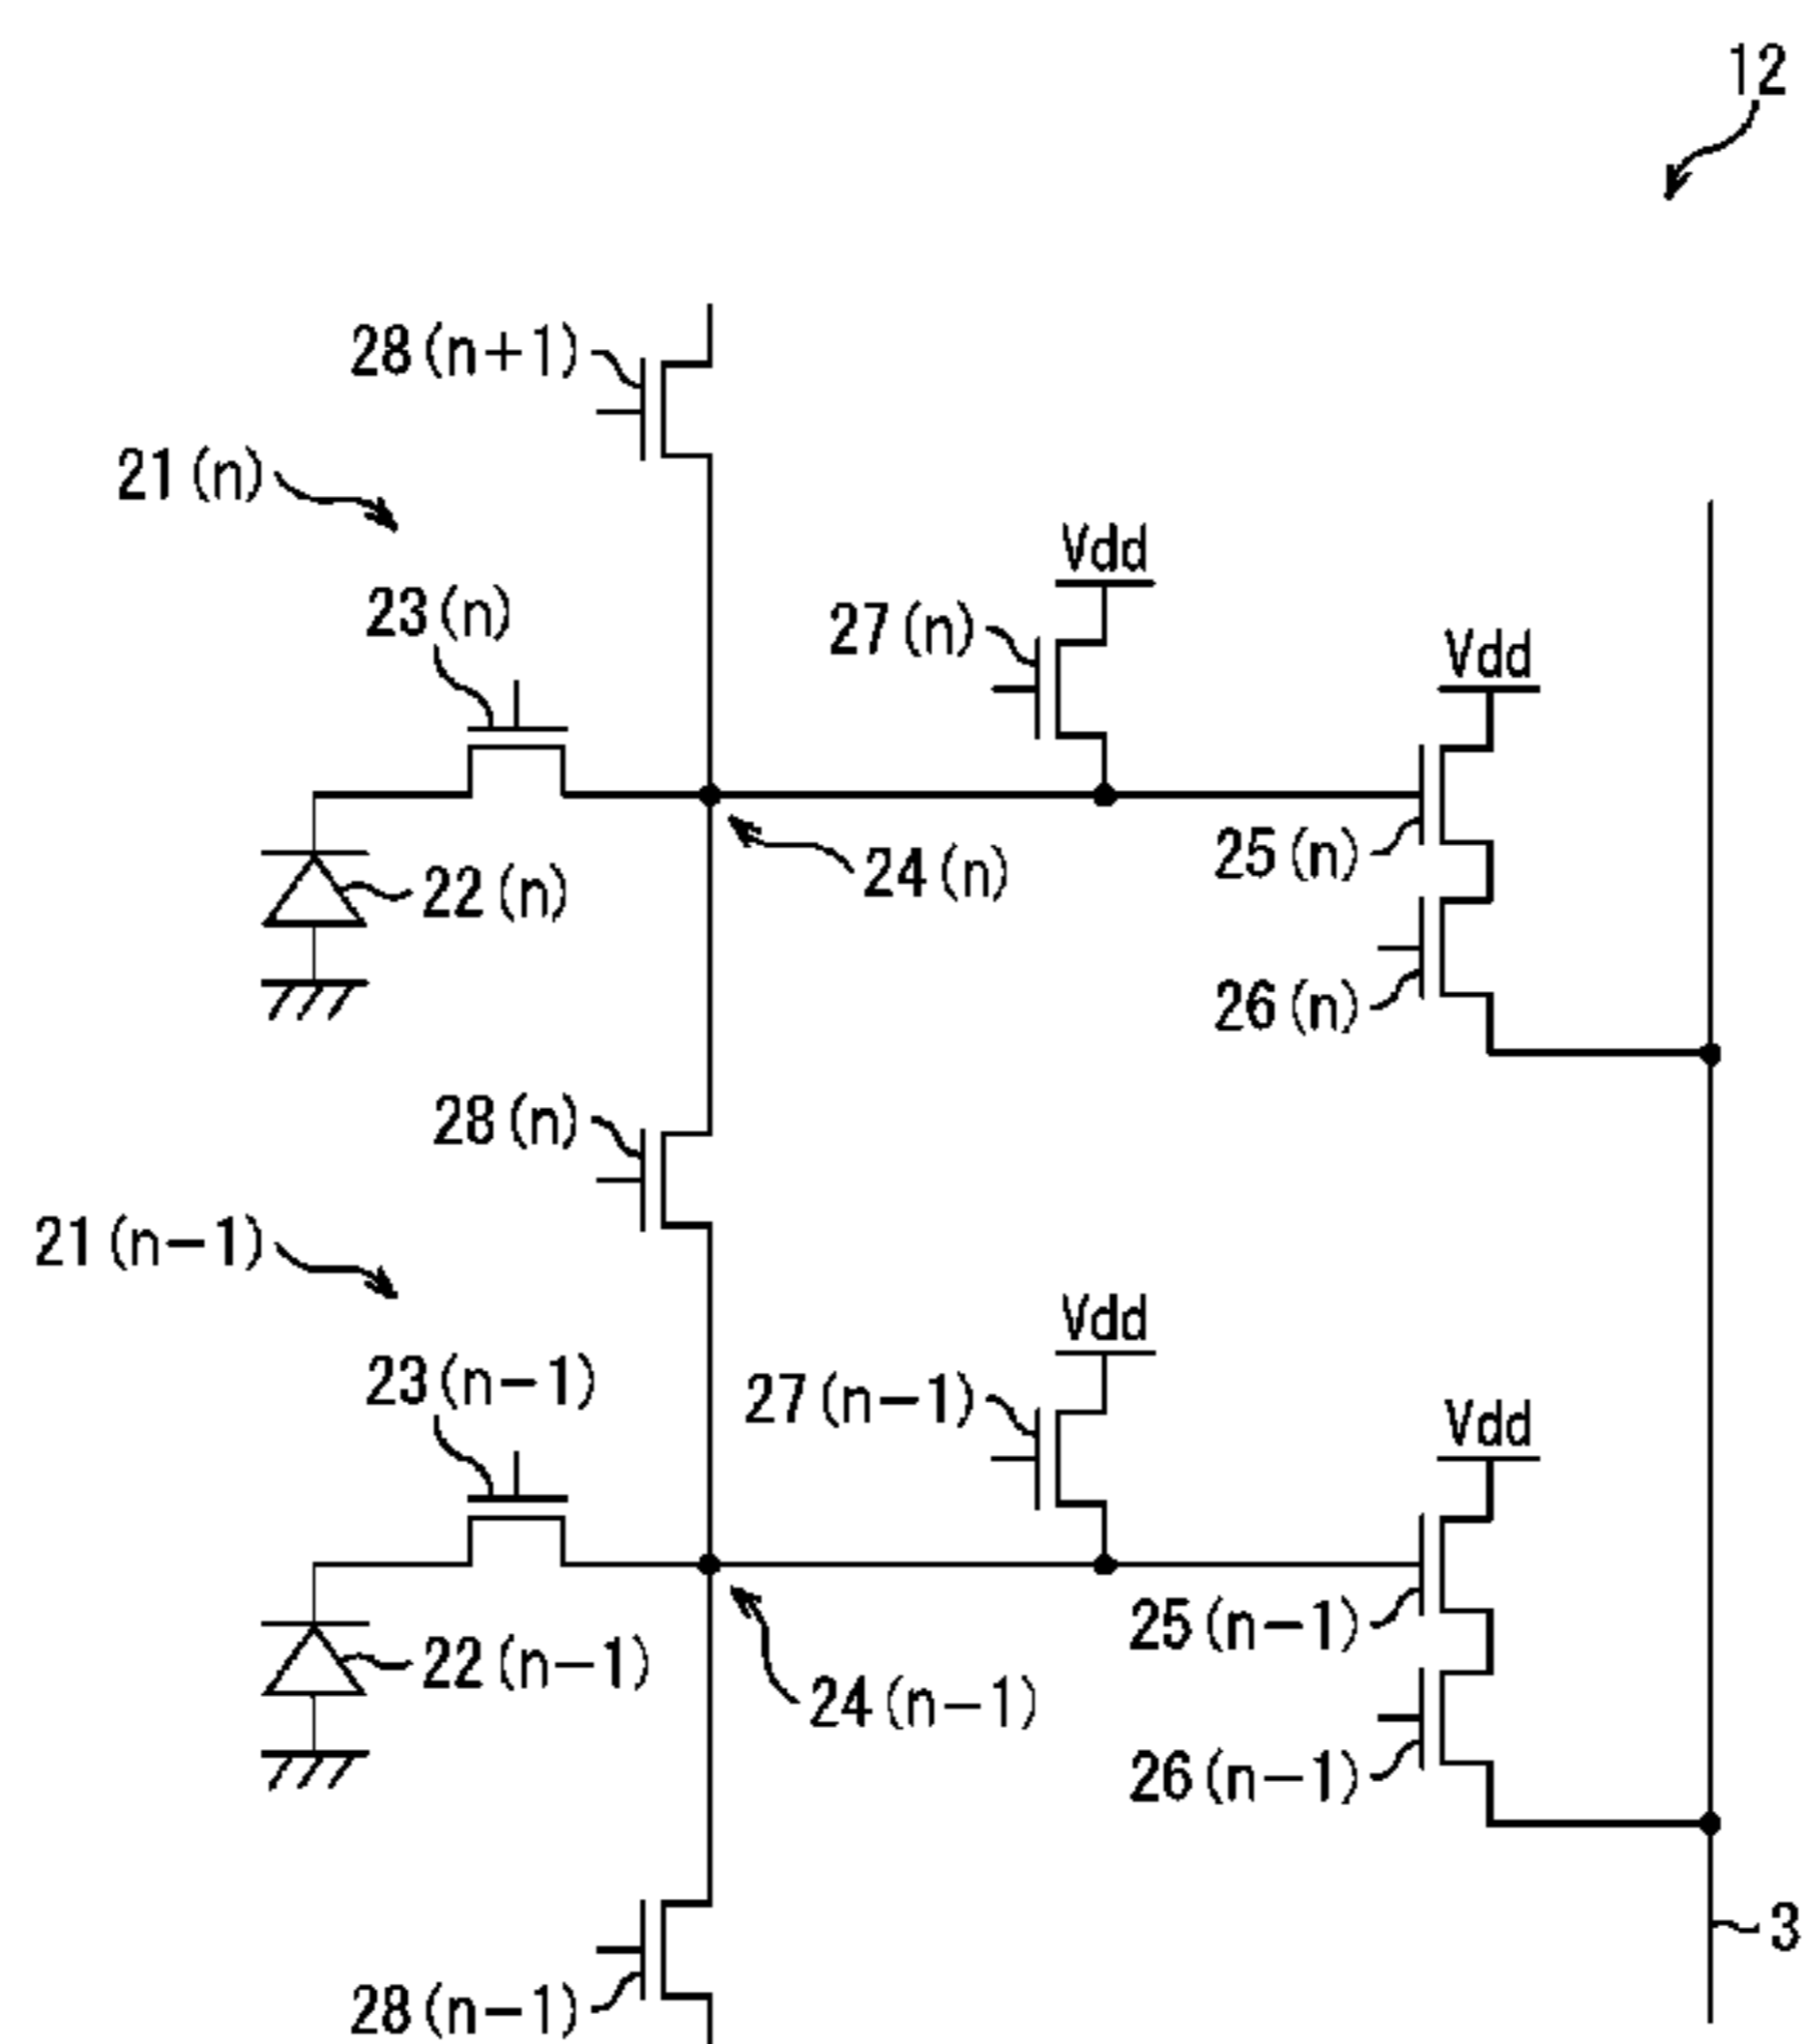 12
28(n+1)
21(n)
Vdd
23(n)
27(n)
Vdd
25(n)
24(n)
22(n)
26(n)
28(n)
21(n-1)
Vdd
23(n-1)
27(n-1)
Vdd
25(n-1)
22(n-1)
24(n-1)
26(n-1)
3
28(n-1)